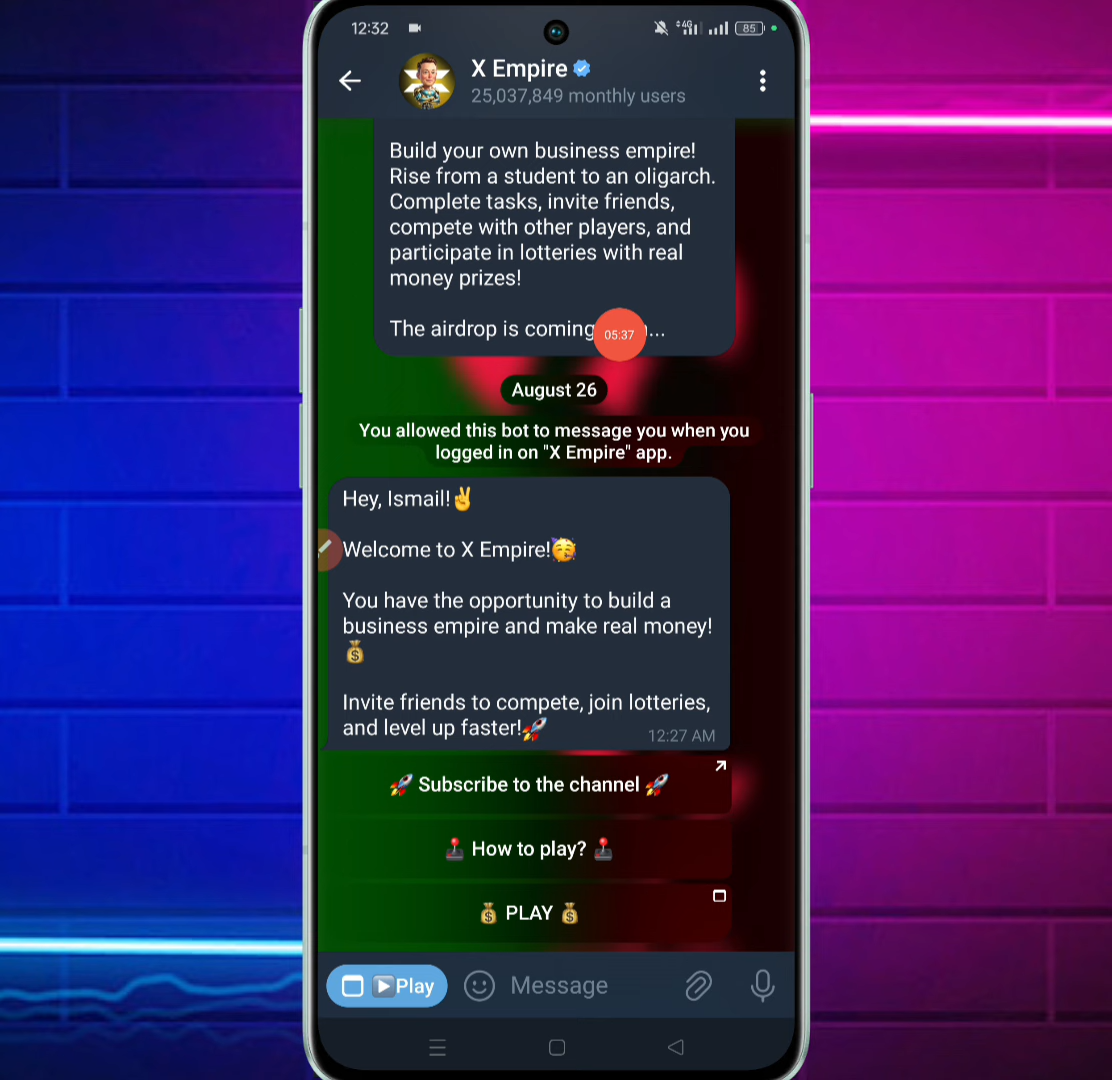 12:32
4G
85
X Empire
25,037,849 monthly users
Build your own business empire!
Rise from a student to an oligarch.
Complete tasks, invite friends,
compete with other players, and
participate in lotteries with real
money prizes!
The airdrop is coming ...
05:37
August 26
You allowed this bot to message you when you
logged in on "X Empire" app.
Hey, Ismail!✌️
Welcome to X Empire!🥳
You have the opportunity to build a
business empire and make real money!
💰
Invite friends to compete, join lotteries,
and level up faster!🚀
12:27 AM
🚀 Subscribe to the channel 🚀
🕹️ How to play? 🕹️
💰 PLAY 💰
▶️Play
Message